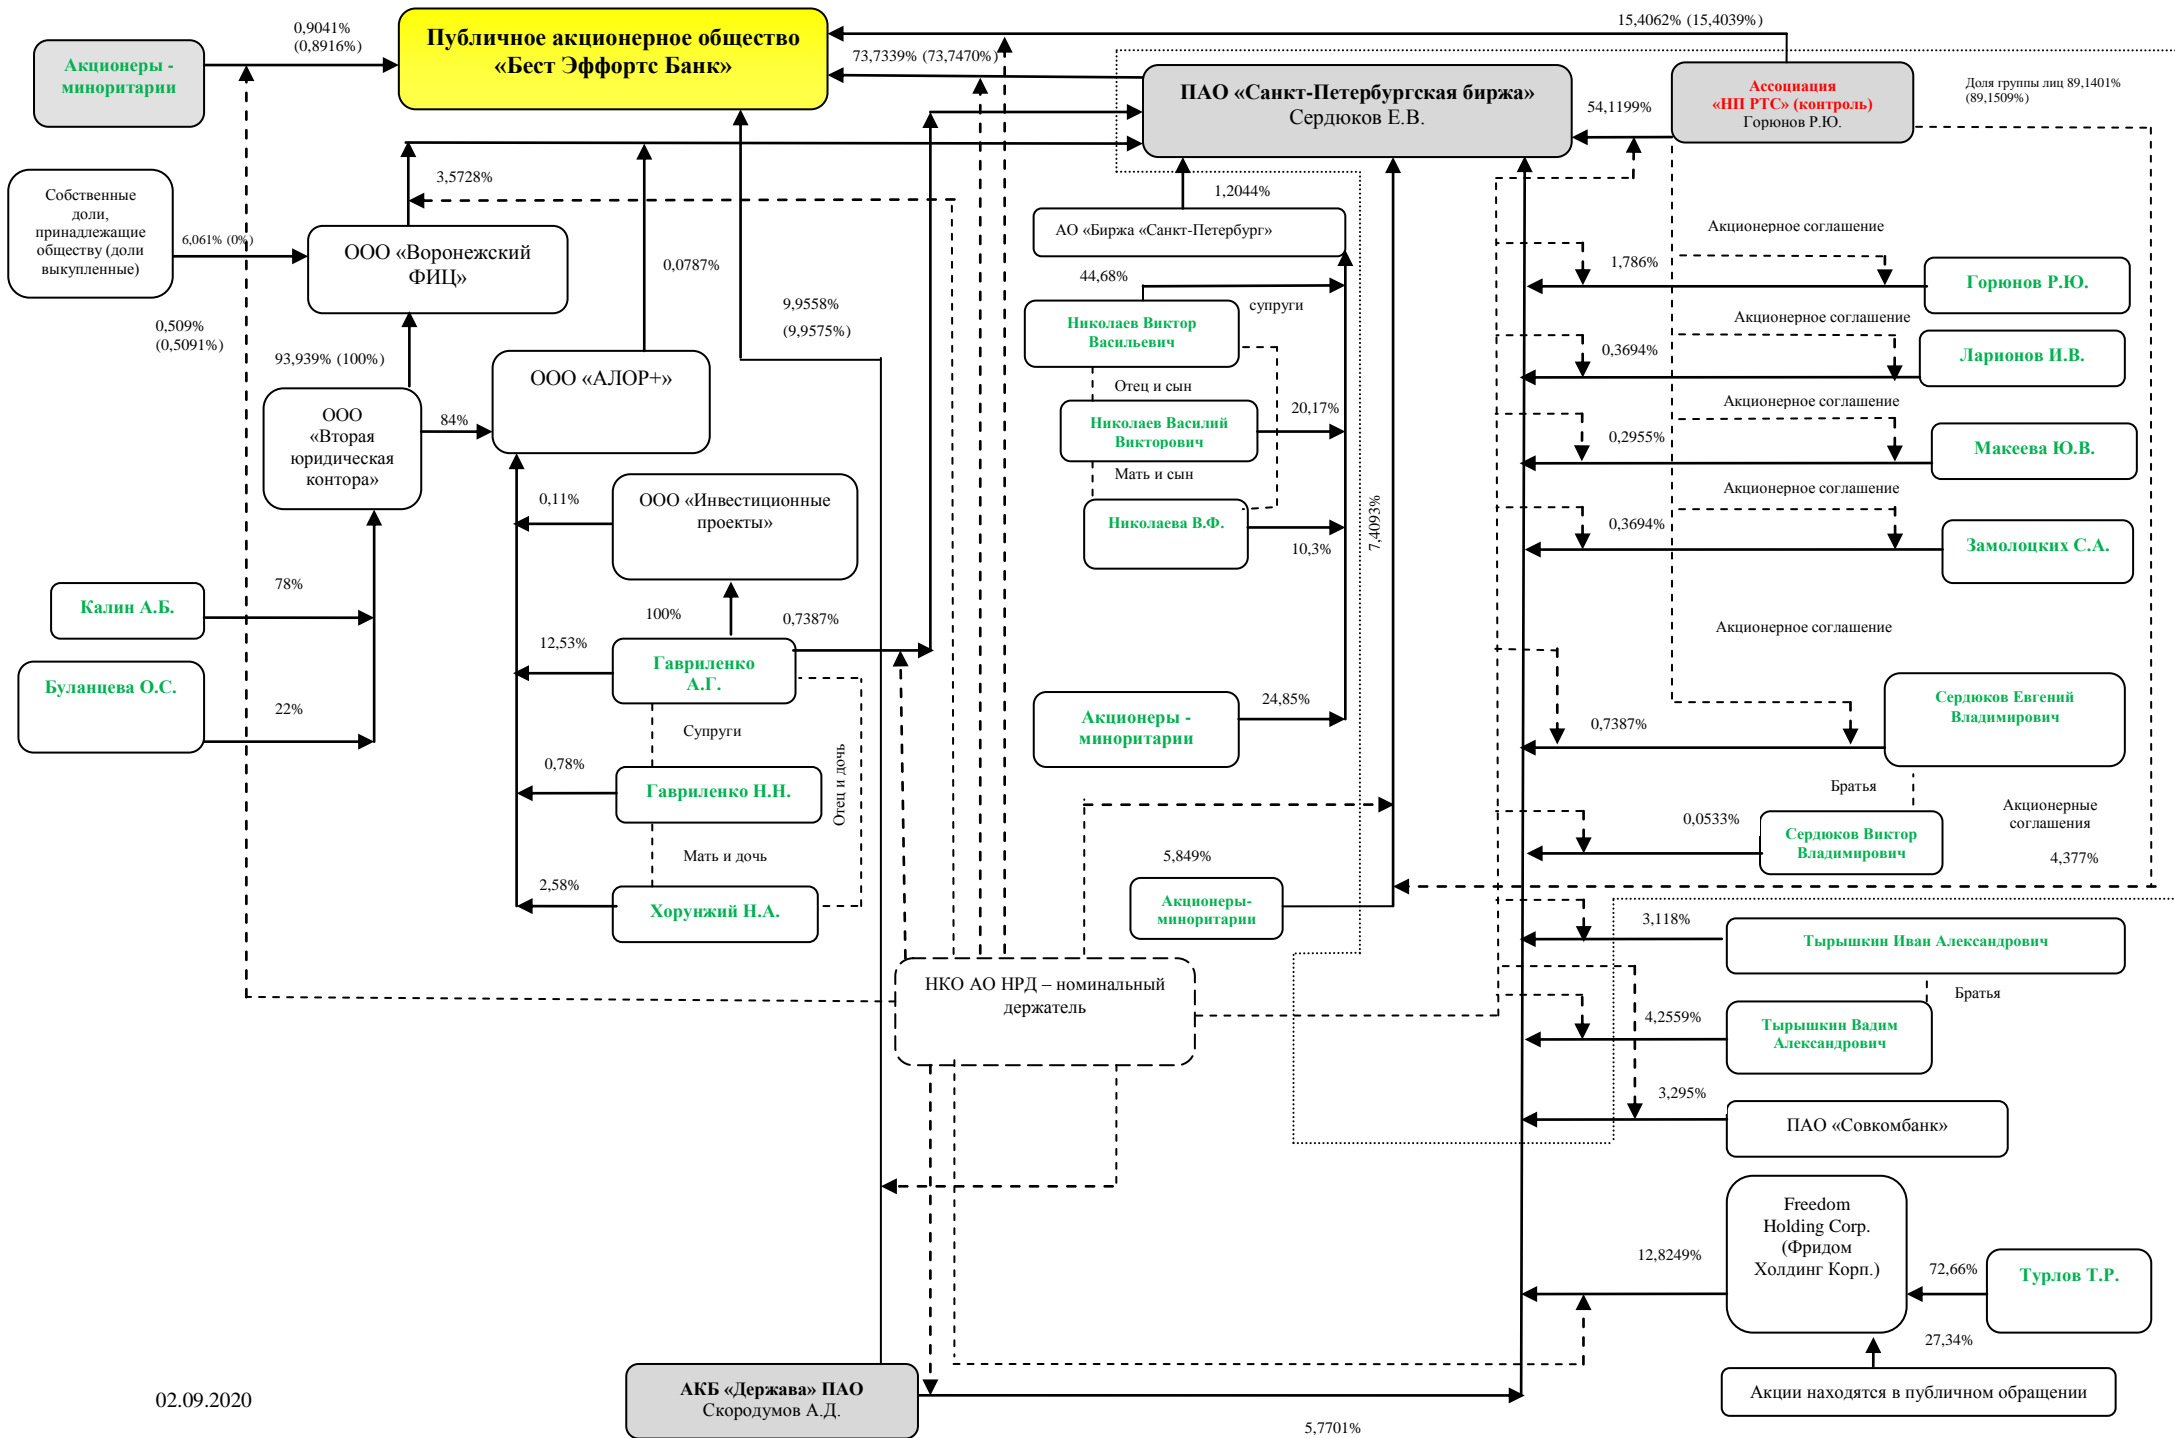 0,9041%
(0,8916%)
Публичное акционерное общество
«Бест Эффортс Банк»
15,4062% (15,4039%)
Акционеры -
миноритарии
73,7339% (73,7470%)
ПАО «Санкт-Петербургская биржа»
Сердюков Е.В.
54,1199%
Ассоциация
«НП РТС» (контроль)
Горюнов Р.Ю.
Доля группы лиц 89,1401%
(89,1509%)
Собственные
доли,
принадлежащие
обществу (доли
выкупленные)
6,061% (0%)
3,5728%
ООО «Воронежский
ФИЦ»
0,0787%
1,2044%
АО «Биржа «Санкт-Петербург»
Акционерное соглашение
1,786%
Горюнов Р.Ю.
0,509%
(0,5091%)
9,9558%
(9,9575%)
44,68%
супруги
Николаев Виктор
Васильевич
Акционерное соглашение
0,3694%
Ларионов И.В.
93,939% (100%)
ООО «АЛОР+»
Отец и сын
20,17%
Николаев Василий
Викторович
Мать и сын
Акционерное соглашение
0,2955%
Макеева Ю.В.
ООО
«Вторая
юридическая
контора»
84%
0,11%
ООО «Инвестиционные
проекты»
Николаева В.Ф.
10,3%
7,4093%
Акционерное соглашение
0,3694%
Замолоцких С.А.
Калин А.Б.
78%
Буланцева О.С.
22%
100%
0,7387%
12,53%
Гавриленко
А.Г.
Супруги
Отец и дочь
0,78%
Гавриленко Н.Н.
Мать и дочь
2,58%
Хорунжий Н.А.
Акционеры -
миноритарии
24,85%
Акционерное соглашение
0,7387%
Сердюков Евгений
Владимирович
Братья
0,0533%
Сердюков Виктор
Владимирович
Акционерные
соглашения
4,377%
5,849%
Акционеры-
миноритарии
3,118%
Тырышкин Иван Александрович
Братья
НКО АО НРД – номинальный
держатель
4,2559%
Тырышкин Вадим
Александрович
3,295%
ПАО «Совкомбанк»
12,8249%
Freedom
Holding Corp.
(Фридом
Холдинг Корп.)
72,66%
Турлов Т.Р.
27,34%
Акции находятся в публичном обращении
02.09.2020
АКБ «Держава» ПАО
Скородумов А.Д.
5,7701%